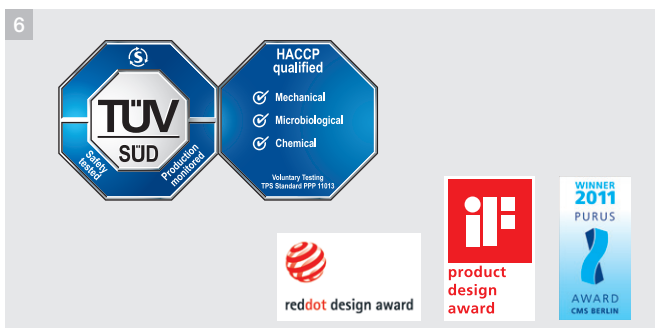 6
S
TÜV
SÜD
Safety
tested
Production
monitored
HACCP
qualified
Mechanical
Microbiological
Chemical
Voluntary Testing
TPS Standard PPP 11013
reddot design award
iF
product
design
award
WINNER
2011
PURUS
AWARD
CMS BERLIN